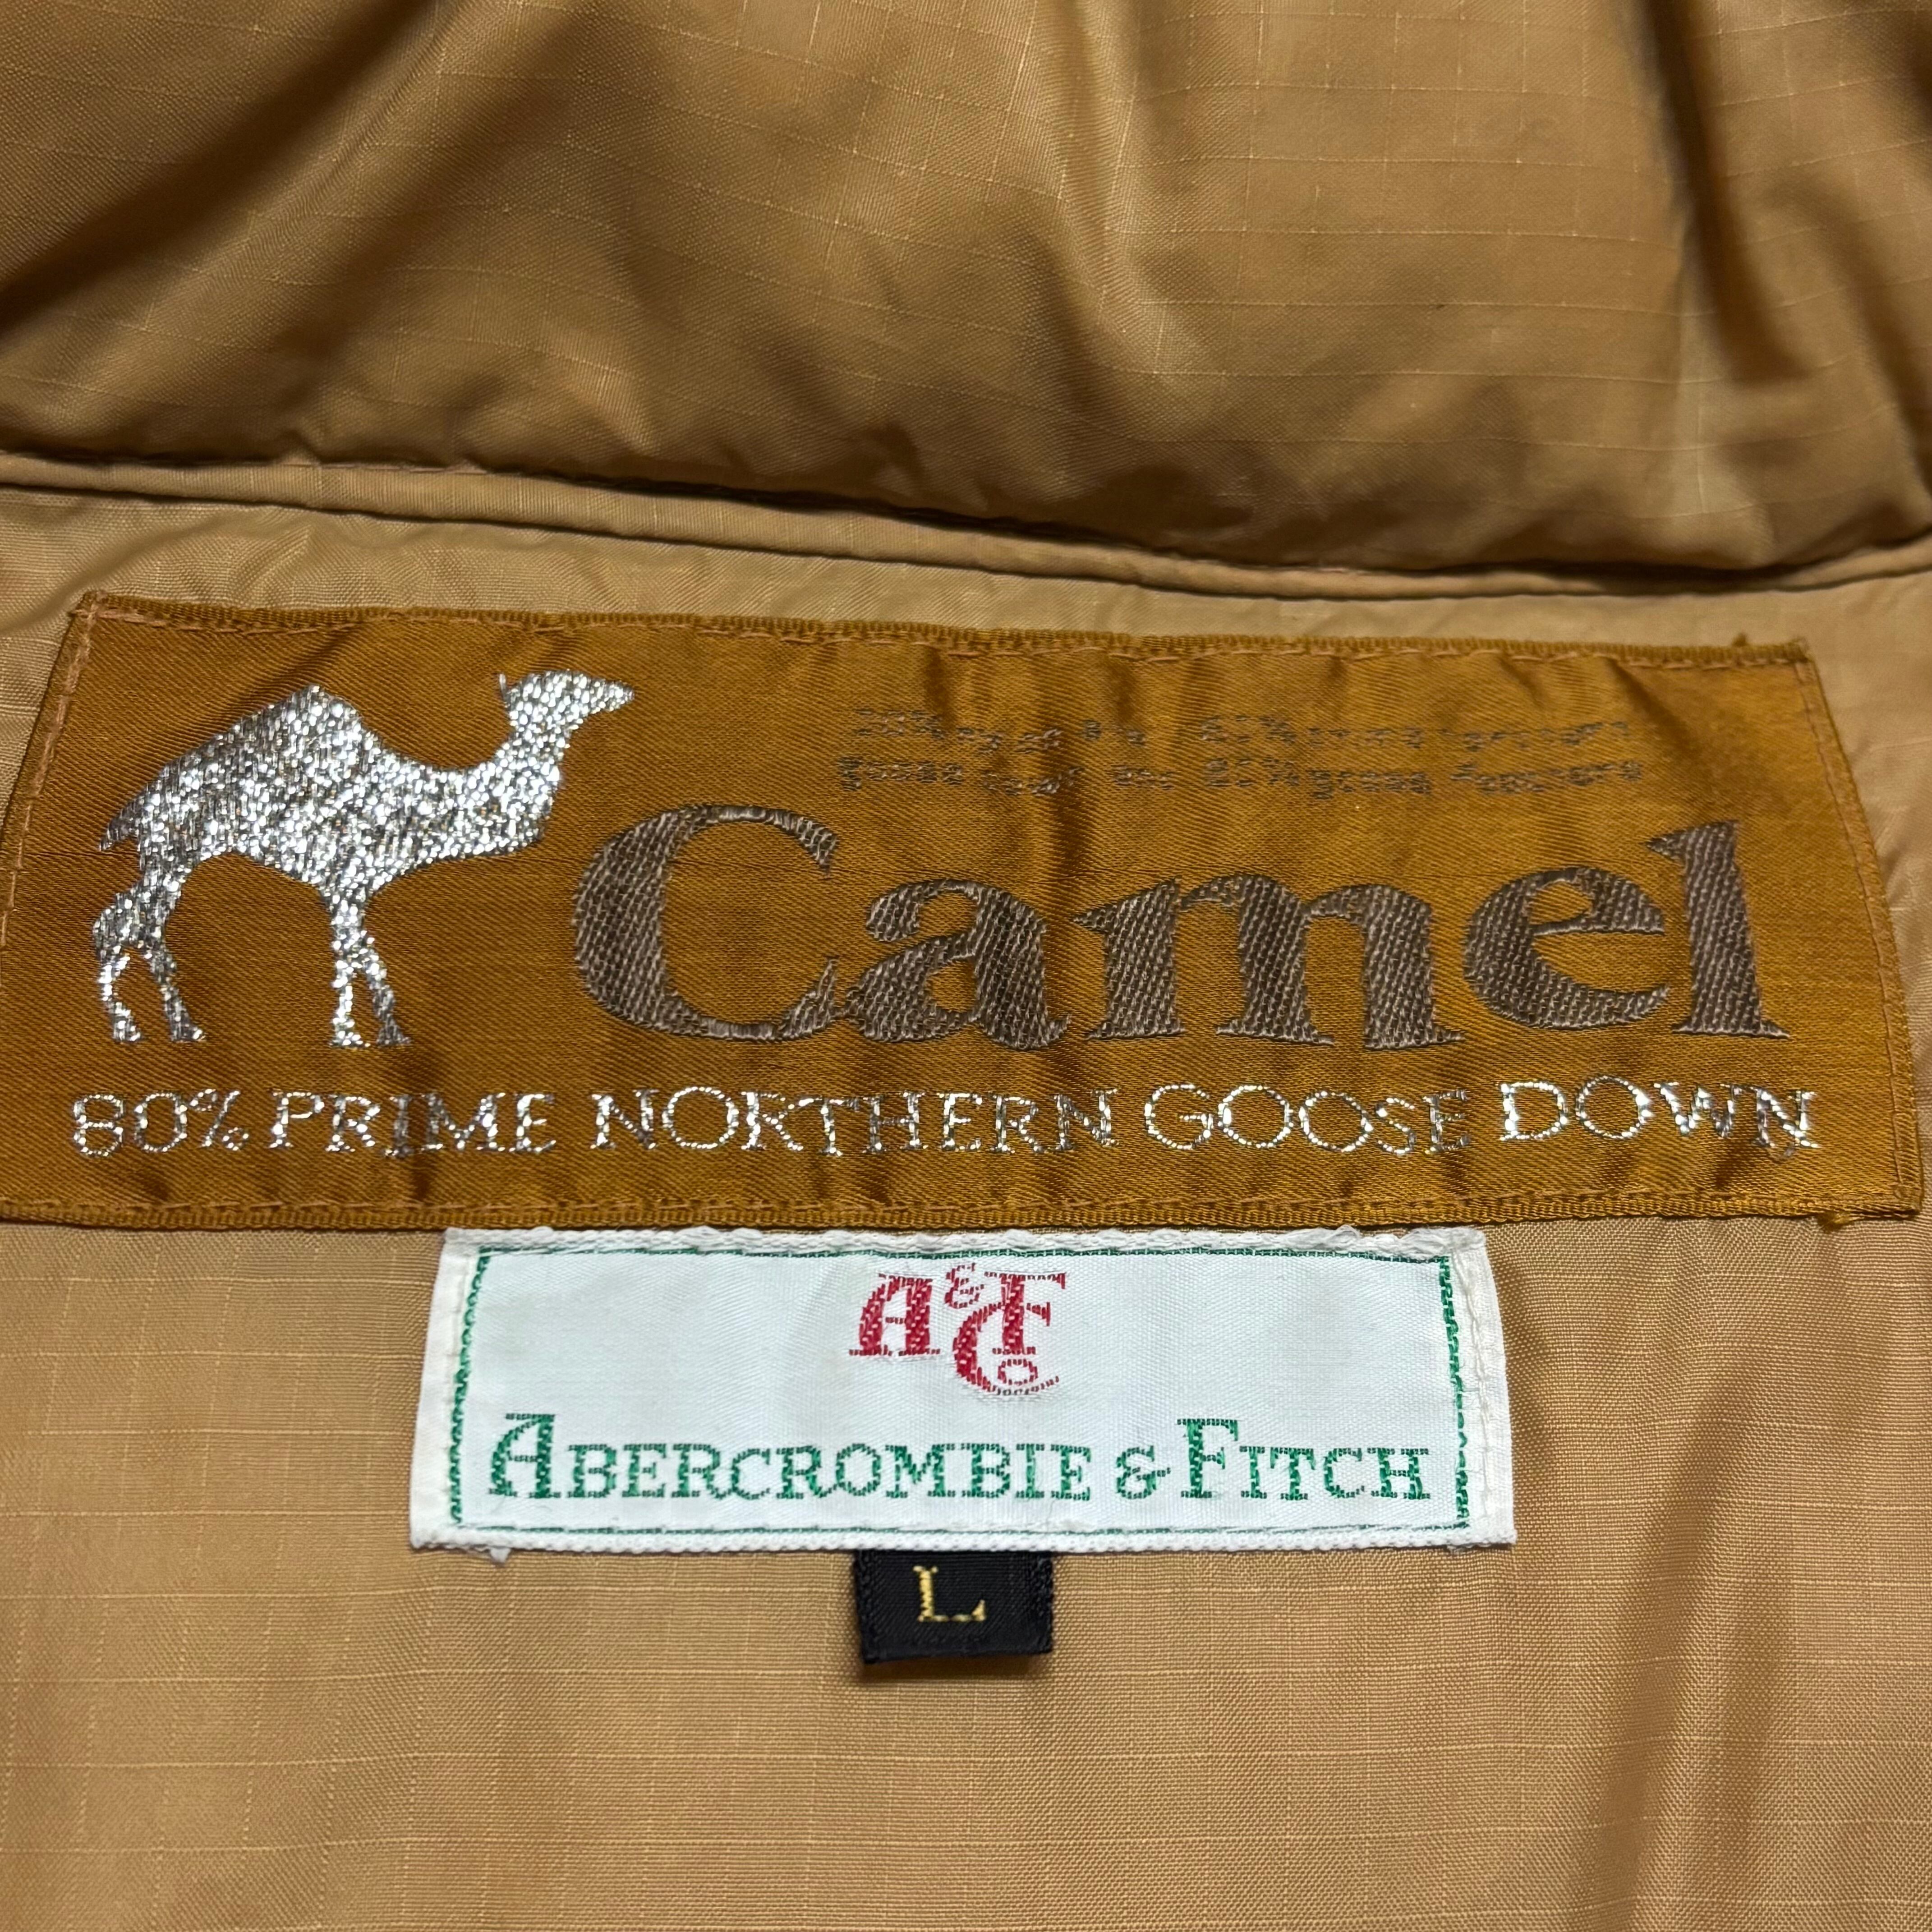 Camel
80% PRIME NORTHERN GOOSE DOWN
A&F Co
ABERCROMBIE & FITCH
L